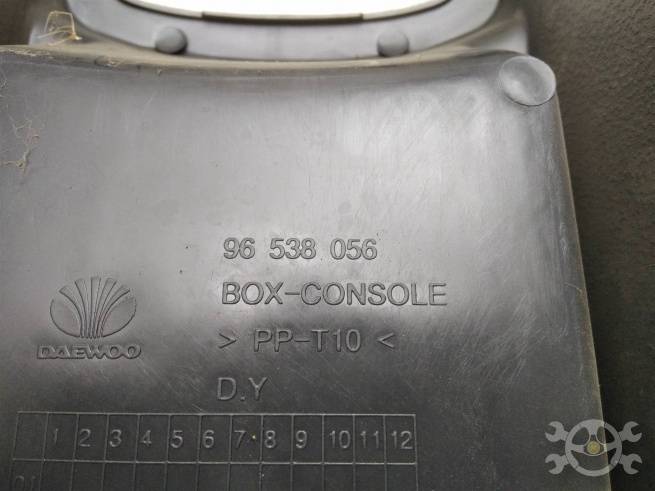 96 538 056
BOX-CONSOLE
DAEWOO
> PP-T10 <
D.Y
1 2 3 4 5 6 7 8 9 10 11 12